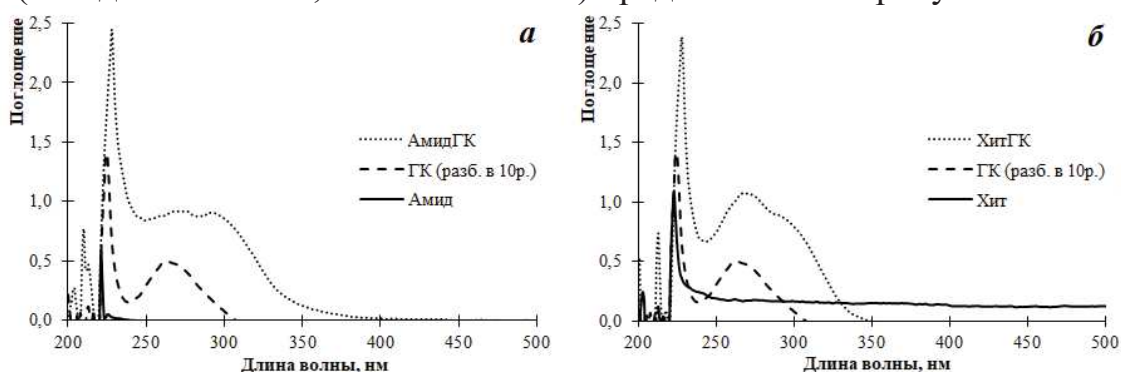 а
2,5
2,0
1,5
1,0
0,5
0,0
Поглощение
АмидГК
ГК (разб. в 10р.)
Амид
200 250 300 350 400 450 500
Длина волны, нм
б
2,5
2,0
1,5
1,0
0,5
0,0
Поглощение
ХитГК
ГК (разб. в 10р.)
Хит
200 250 300 350 400 450 500
Длина волны, нм